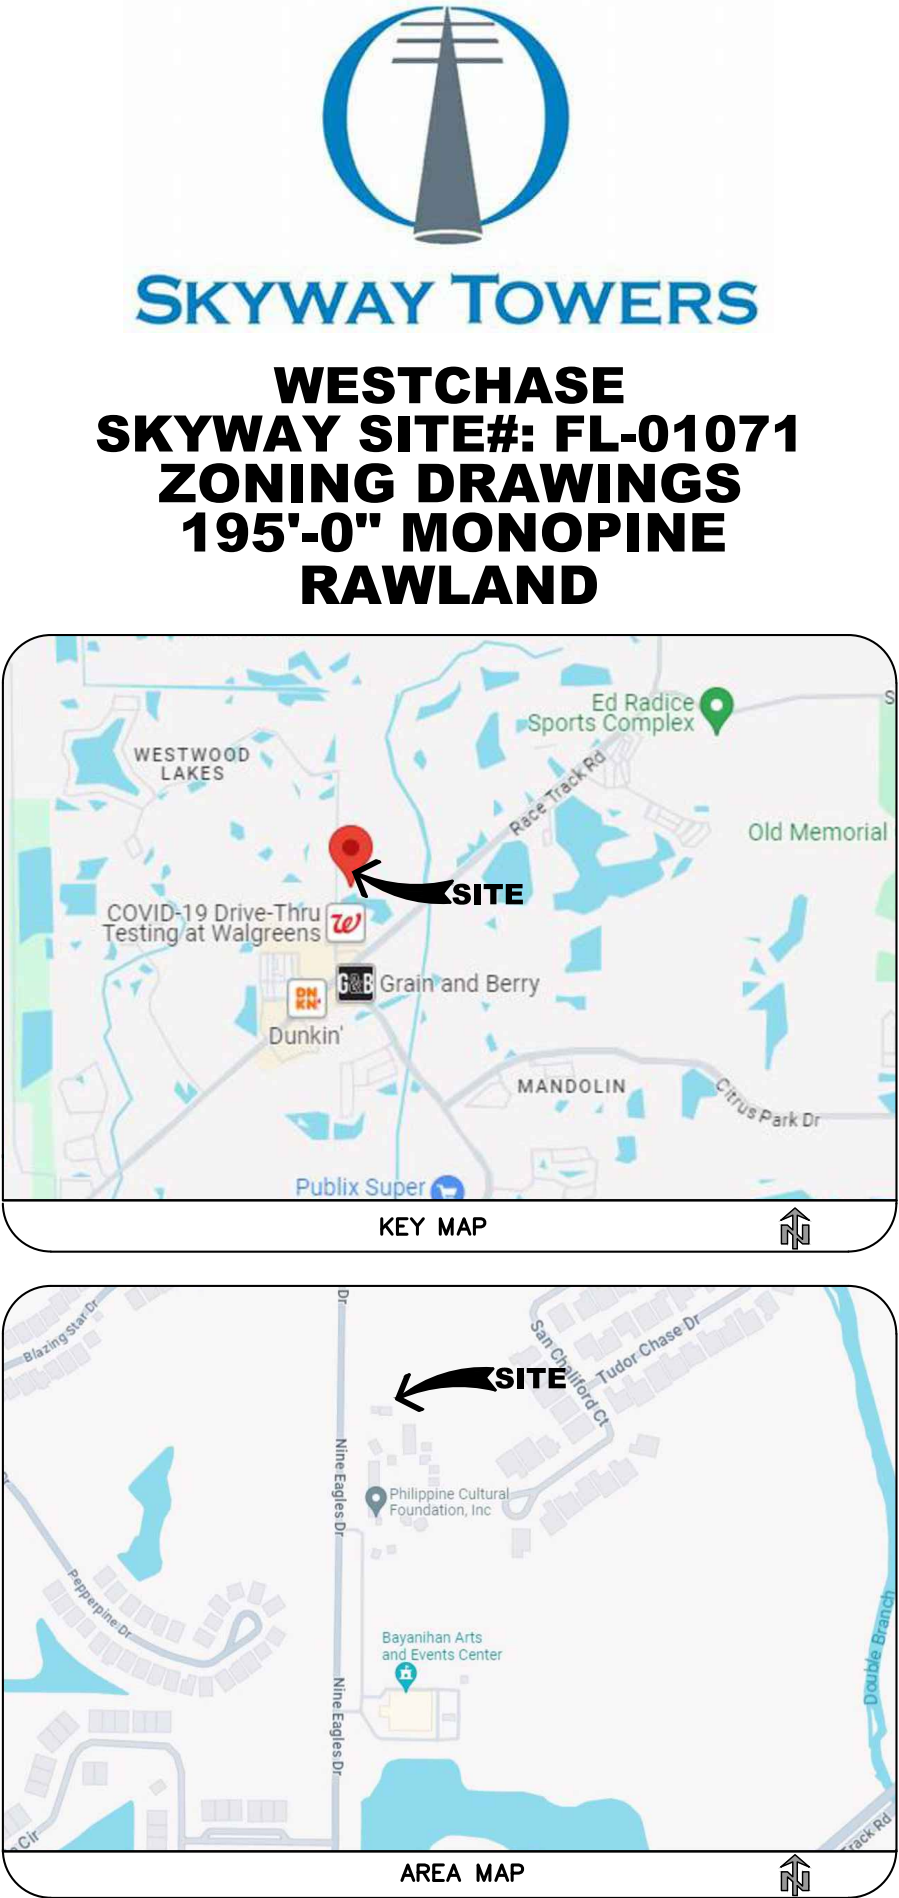 SKYWAY TOWERS
WESTCHASE
SKYWAY SITE#: FL-01071
ZONING DRAWINGS
195'-0" MONOPINE
RAWLAND
Ed Radice
Sports Complex
S
WESTWOOD
LAKES
Race Track Rd
Old Memorial
SITE
COVID-19 Drive-Thru
Testing at Walgreens
W
G&B
Grain and Berry
DN
KN'
Dunkin'
MANDOLIN
Citrus Park Dr
Publix Super
KEY MAP
N
Blazing Star Dr
Dr
San Chaliford Ct
Tudor Chase Dr
SITE
Nine Eagles Dr
Philippine Cultural
Foundation, Inc
Dr
Pepperpine Dr
Bayanihan Arts
and Events Center
Double Branch
Nine Eagles Dr
Cir
Track Rd
AREA MAP
N